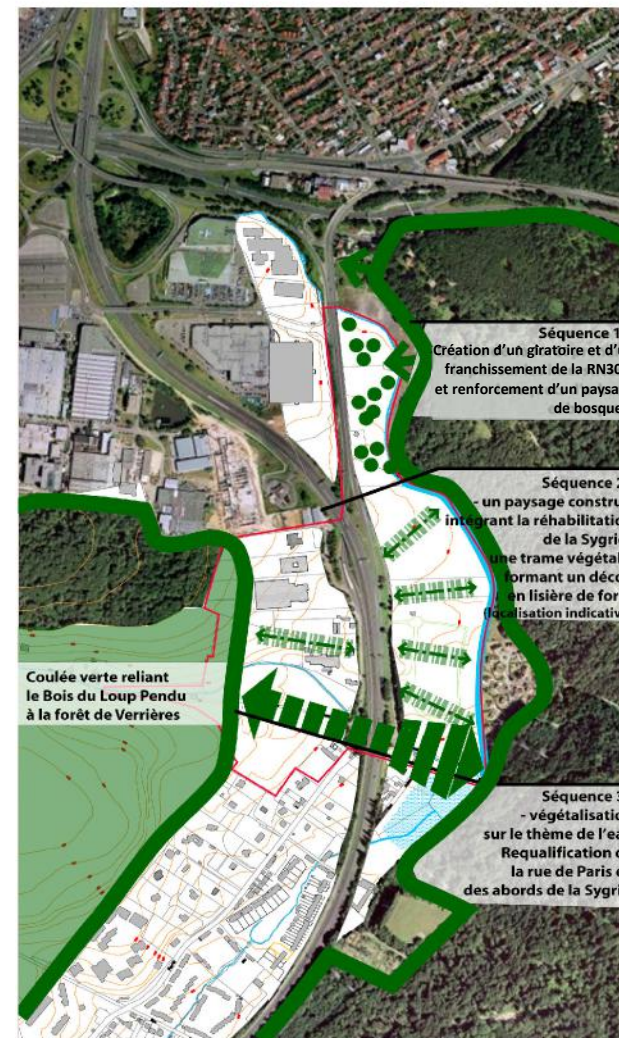 Séquence 1
Création d'un giratoire et d'u
franchissement de la RN30
et renforcement d'un paysa
de bosque
Séquence 2
- un paysage constru
intégrant la réhabilitatio
de la Sygri
une trame végétal
formant un déco
en lisière de for
(localisation indicativ
Coulée verte reliant
le Bois du Loup Pendu
à la forêt de Verrières
Séquence 3
- végétalisatio
sur le thème de l'ea
Requalification d
la rue de Paris e
des abords de la Sygri